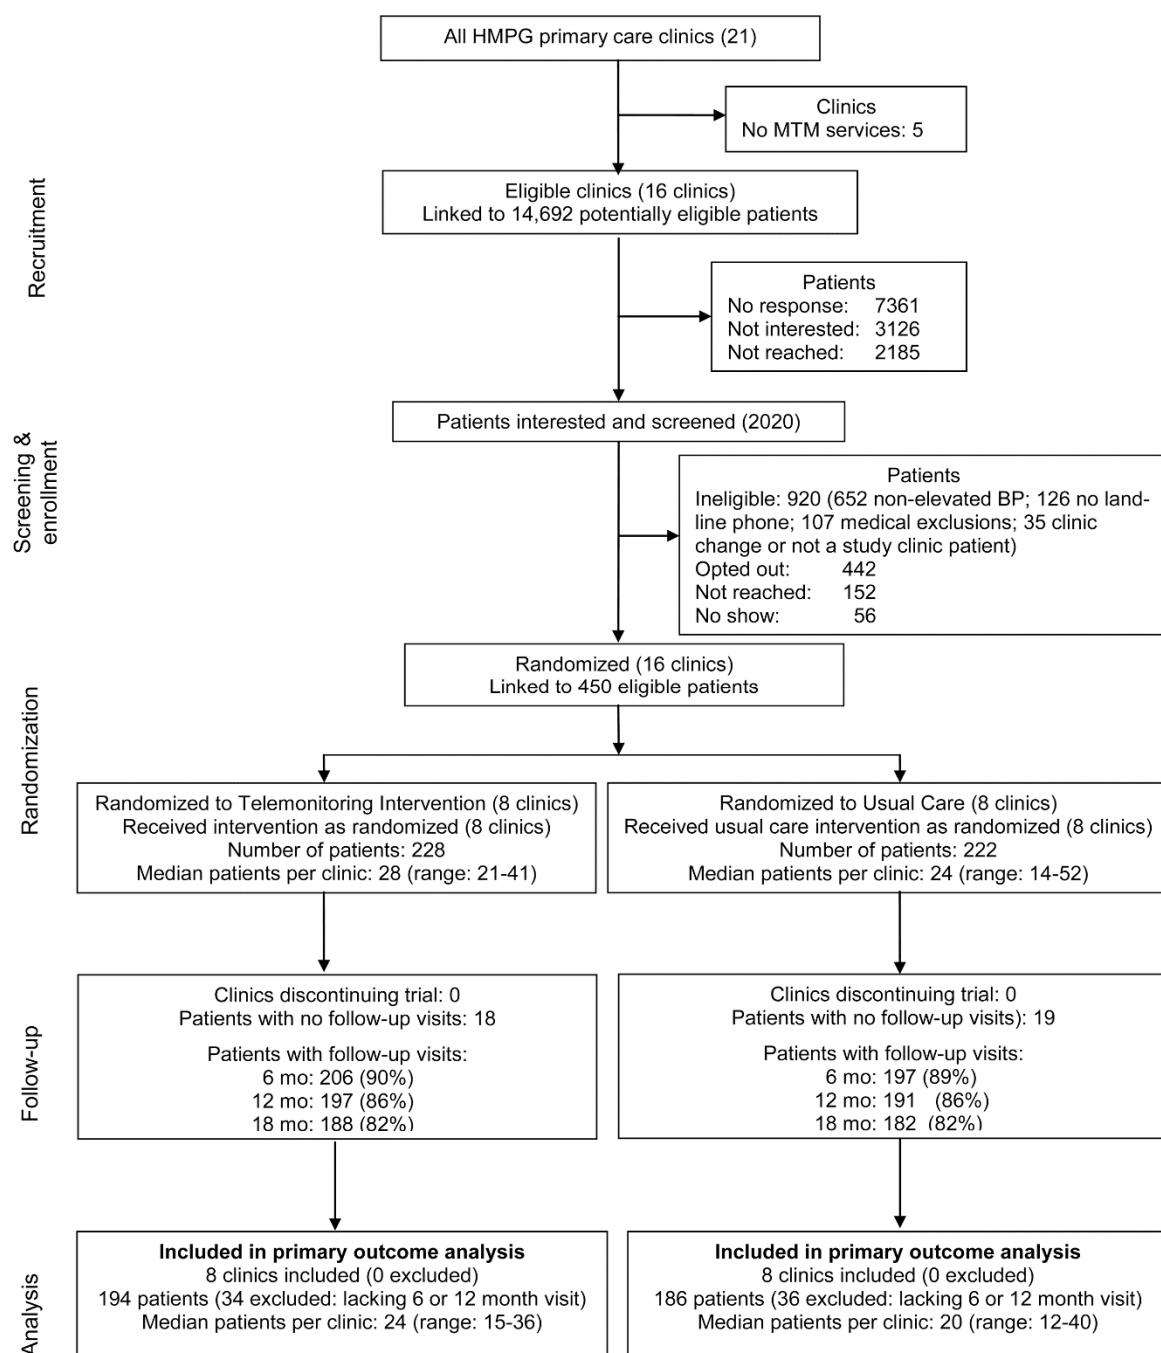 All HMPG primary care clinics (21)
Clinics
No MTM services: 5
Recruitment
Eligible clinics (16 clinics)
Linked to 14,692 potentially eligible patients
Patients
No response: 7361
Not interested: 3126
Not reached: 2185
Screening &
enrollment
Patients interested and screened (2020)
Patients
Ineligible: 920 (652 non-elevated BP; 126 no land-
line phone; 107 medical exclusions; 35 clinic
change or not a study clinic patient)
Opted out: 442
Not reached: 152
No show: 56
Randomized (16 clinics)
Linked to 450 eligible patients
Randomization
Randomized to Telemonitoring Intervention (8 clinics)
Received intervention as randomized (8 clinics)
Number of patients: 228
Median patients per clinic: 28 (range: 21-41)
Randomized to Usual Care (8 clinics)
Received usual care intervention as randomized (8 clinics)
Number of patients: 222
Median patients per clinic: 24 (range: 14-52)
Follow-up
Clinics discontinuing trial: 0
Patients with no follow-up visits: 18
Patients with follow-up visits:
6 mo: 206 (90%)
12 mo: 197 (86%)
18 mo: 188 (82%)
Clinics discontinuing trial: 0
Patients with no follow-up visits): 19
Patients with follow-up visits:
6 mo: 197 (89%)
12 mo: 191 (86%)
18 mo: 182 (82%)
Analysis
Included in primary outcome analysis
8 clinics included (0 excluded)
194 patients (34 excluded: lacking 6 or 12 month visit)
Median patients per clinic: 24 (range: 15-36)
Included in primary outcome analysis
8 clinics included (0 excluded)
186 patients (36 excluded: lacking 6 or 12 month visit)
Median patients per clinic: 20 (range: 12-40)